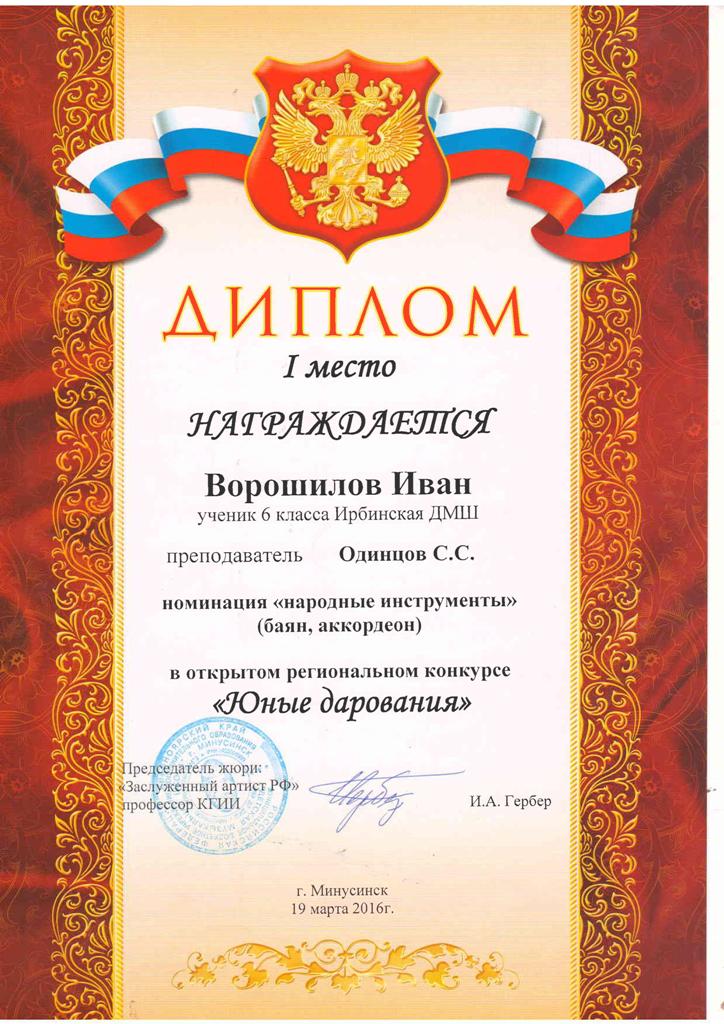 ДИПЛОМ
I место
НАГРАЖДАЕТСЯ
Ворошилов Иван
ученик 6 класса Ирбинская ДМШ
преподаватель Одинцов С.С.
номинация «народные инструменты»
(баян, аккордеон)
в открытом региональном конкурсе
«Юные дарования»
Председатель жюри:
«Заслуженный артист РФ»
профессор КГИИ И.А. Гербер
г. Минусинск
19 марта 2016г.